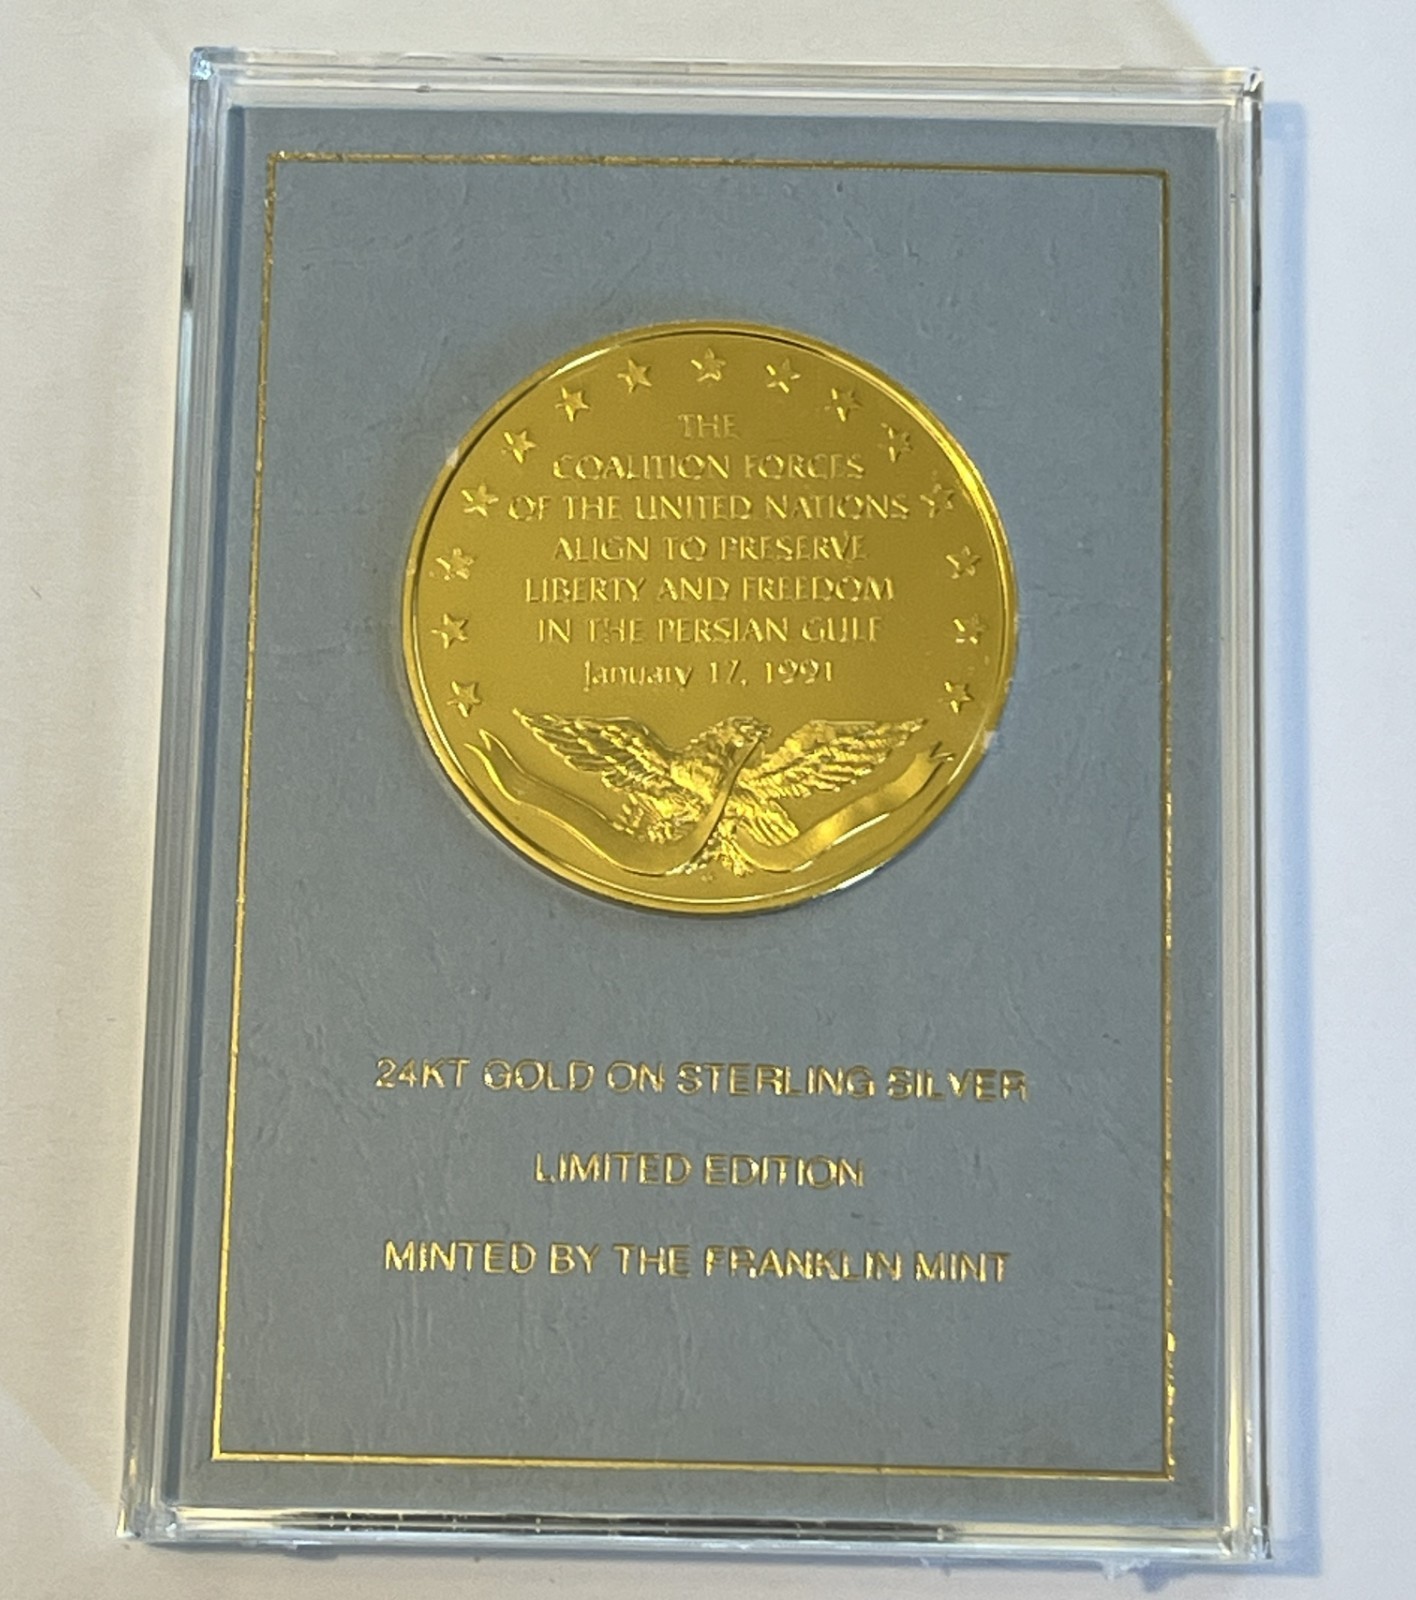 THE
COALITION FORCES
OF THE UNITED NATIONS
ALIGN TO PRESERVE
LIBERTY AND FREEDOM
IN THE PERSIAN GULF
January 17, 1991
24KT GOLD ON STERLING SILVER
LIMITED EDITION
MINTED BY THE FRANKLIN MINT